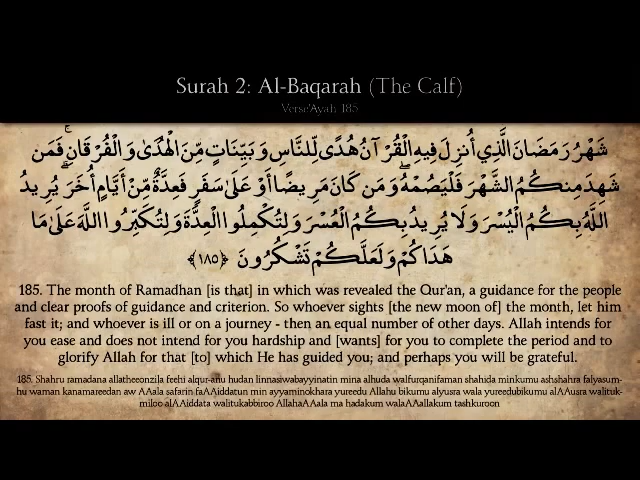 Surah 2: Al-Baqarah (The Calf)
Verse/Ayah 185
شَهْرُ رَمَضَانَ الَّذِي أُنزِلَ فِيهِ الْقُرْآنُ هُدًى لِّلنَّاسِ وَبَيِّنَاتٍ مِّنَ الْهُدَىٰ وَالْفُرْقَانِ ۚ فَمَن
شَهِدَ مِنكُمُ الشَّهْرَ فَلْيَصُمْهُ ۖ وَمَن كَانَ مَرِيضًا أَوْ عَلَىٰ سَفَرٍ فَعِدَّةٌ مِّنْ أَيَّامٍ أُخَرَ ۗ يُرِيدُ
اللَّهُ بِكُمُ الْيُسْرَ وَلَا يُرِيدُ بِكُمُ الْعُسْرَ وَلِتُكْمِلُوا الْعِدَّةَ وَلِتُكَبِّرُوا اللَّهَ عَلَىٰ مَا
هَدَاكُمْ وَلَعَلَّكُمْ تَشْكُرُونَ ﴿١٨٥﴾
185. The month of Ramadhan [is that] in which was revealed the Qur'an, a guidance for the people
and clear proofs of guidance and criterion. So whoever sights [the new moon of] the month, let him
fast it; and whoever is ill or on a journey - then an equal number of other days. Allah intends for
you ease and does not intend for you hardship and [wants] for you to complete the period and to
glorify Allah for that [to] which He has guided you; and perhaps you will be grateful.
185. Shahru ramadana allatheeonzila feehi alqur-anu hudan linnasiwabayyinatin mina alhuda walfurqanifaman shahida minkumu ashshahra falyasum-
hu waman kanamareedan aw AAala safarin faAAiddatun min ayyaminokhara yureedu Allahu bikumu alyusra wala yureedubikumu alAAusra walituk-
miloo alAAiddata walitukabbiroo AllahaAAala ma hadakum walaAAallakum tashkuroon